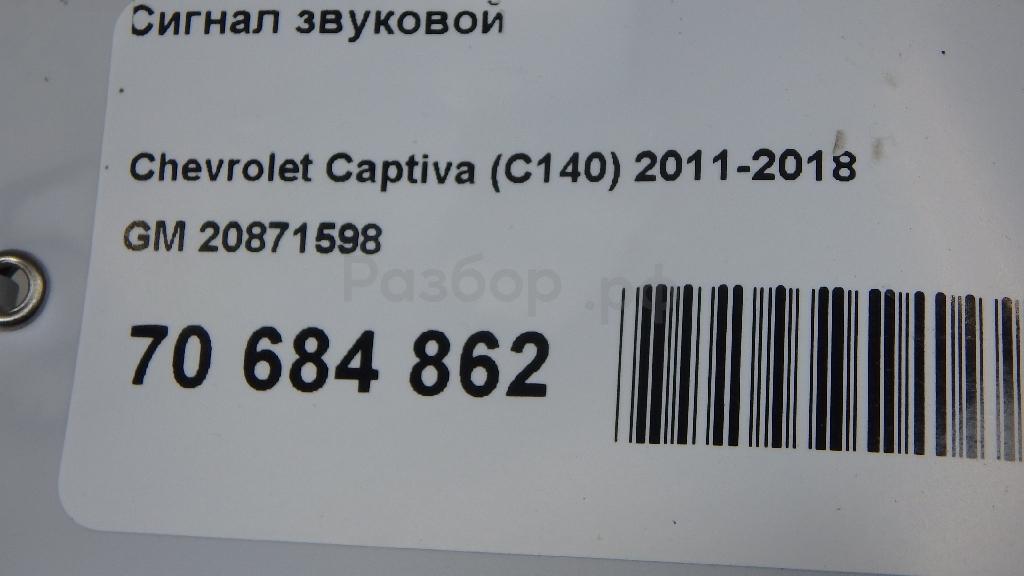 Сигнал звуковой
Chevrolet Captiva (C140) 2011-2018
GM 20871598
Разбор.рф
70 684 862